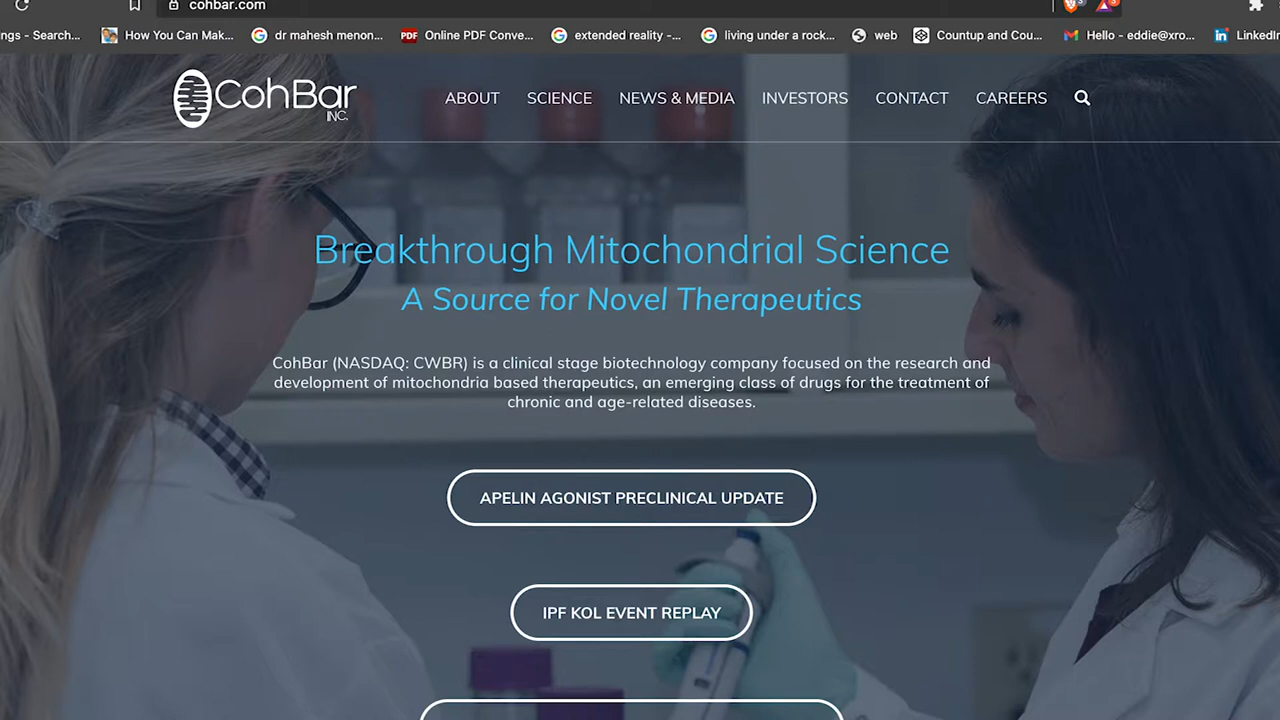 cohbar.com
ngs - Search...
How You Can Mak...
dr mahesh menon...
PDF
Online PDF Conve...
extended reality -...
living under a rock...
web
Countup and Cou...
Hello - eddie@xro...
LinkedIn
CohBar
INC.
ABOUT
SCIENCE
NEWS & MEDIA
INVESTORS
CONTACT
CAREERS
Breakthrough Mitochondrial Science
A Source for Novel Therapeutics
CohBar (NASDAQ: CWBR) is a clinical stage biotechnology company focused on the research and
development of mitochondria based therapeutics, an emerging class of drugs for the treatment of
chronic and age-related diseases.
APELIN AGONIST PRECLINICAL UPDATE
IPF KOL EVENT REPLAY